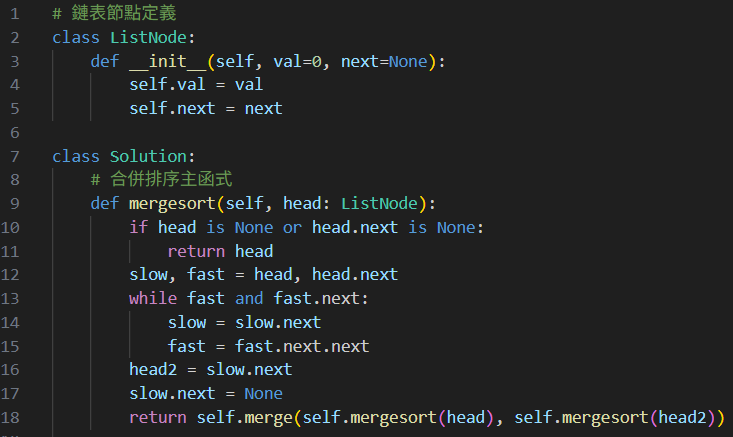 1 # 鏈表節點定義
2 class ListNode:
3     def __init__(self, val=0, next=None):
4         self.val = val
5         self.next = next
6
7 class Solution:
8     # 合併排序主函式
9     def mergesort(self, head: ListNode):
10         if head is None or head.next is None:
11             return head
12         slow, fast = head, head.next
13         while fast and fast.next:
14             slow = slow.next
15             fast = fast.next.next
16         head2 = slow.next
17         slow.next = None
18         return self.merge(self.mergesort(head), self.mergesort(head2))